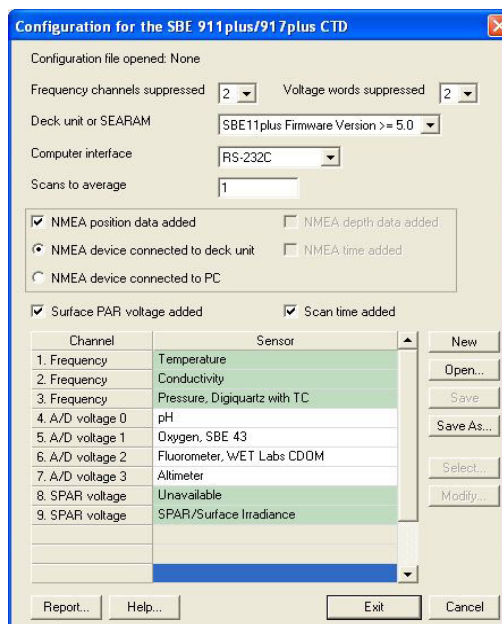 Configuration for the SBE 911plus/917plus CTD
Configuration file opened: None
Frequency channels suppressed 2 Voltage words suppressed 2
Deck unit or SEARAM SBE11plus Firmware Version >= 5.0
Computer interface RS-232C
Scans to average 1
NMEA position data added NMEA depth data added
NMEA device connected to deck unit NMEA time added
NMEA device connected to PC
Surface PAR voltage added Scan time added
Channel Sensor New
1. Frequency Temperature
2. Frequency Conductivity Open...
3. Frequency Pressure, Digiquartz with TC Save
4. A/D voltage 0 pH Save As...
5. A/D voltage 1 Oxygen, SBE 43
6. A/D voltage 2 Fluorometer, WET Labs CDOM Select...
7. A/D voltage 3 Altimeter Modify...
8. SPAR voltage Unavailable
9. SPAR voltage SPAR/Surface Irradiance
Report... Help... Exit Cancel